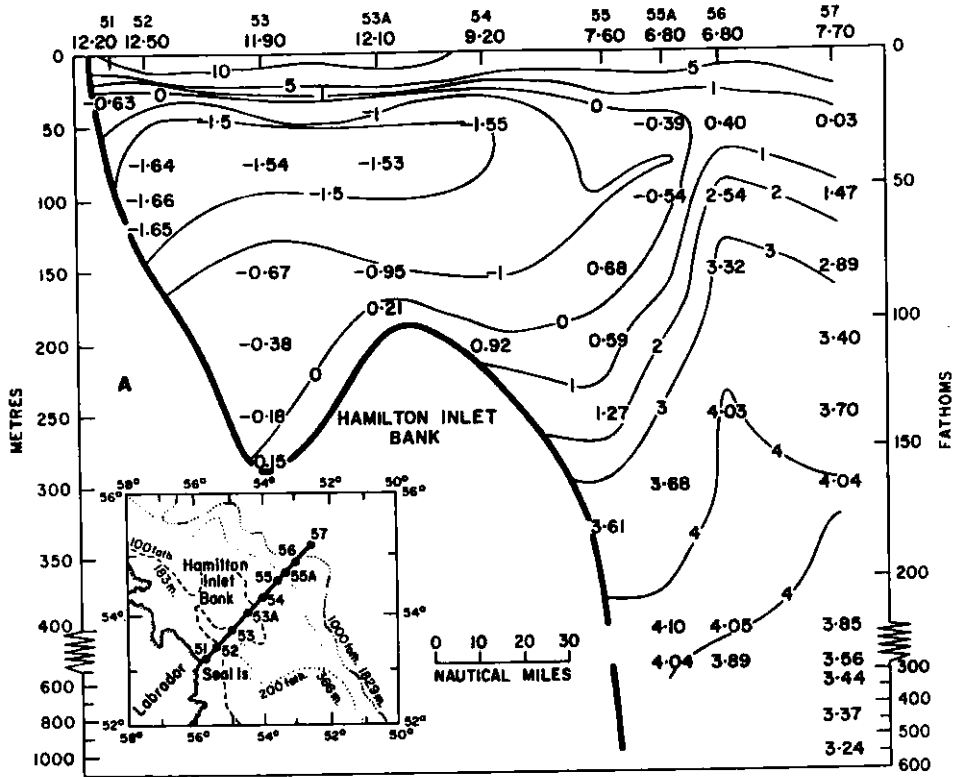 51 52 53 53A 54 55 55A 56 57
12·20 12·50 11·90 12·10 9·20 7·60 6·80 6·80 7·70
0 0
10 5
5 1 1
0 1 0
-0·63 -1 -0·39 0·40 0·03
50 -1·5 1·55
-1·64 -1·54 -1·53 1
-1·66 -1·5 -0·54 2·54 2 1·47 50
100
-1·65
150 -0·67 -0·95 -1 0·68 3·32 3 2·89
0·21 0 100
200 -0·38 0·92 0·59 2 3·40
A 0 1 3
-0·18 HAMILTON INLET 1·27 4·03 3·70
250 BANK 4 150
0·15
300 3·68 4·04
METRES
FATHOMS
3·61 4
350
4 200
400 4·10 4·05 3·85
4·04 3·89 3·56 300
600 3·44 400
800 3·37 500
1000 3·24 600
0 10 20 30
NAUTICAL MILES
58° 56° 54° 52° 50°
56° 56°
57
100 fath. Hamilton 56
183 m. Inlet 55 55A
Bank 54
54° 53A 54°
53
52
51
Seal Is. 1000 fath.
1829 m.
Labrador 200 fath.
366 m.
52° 52°
58° 56° 54° 52° 50°